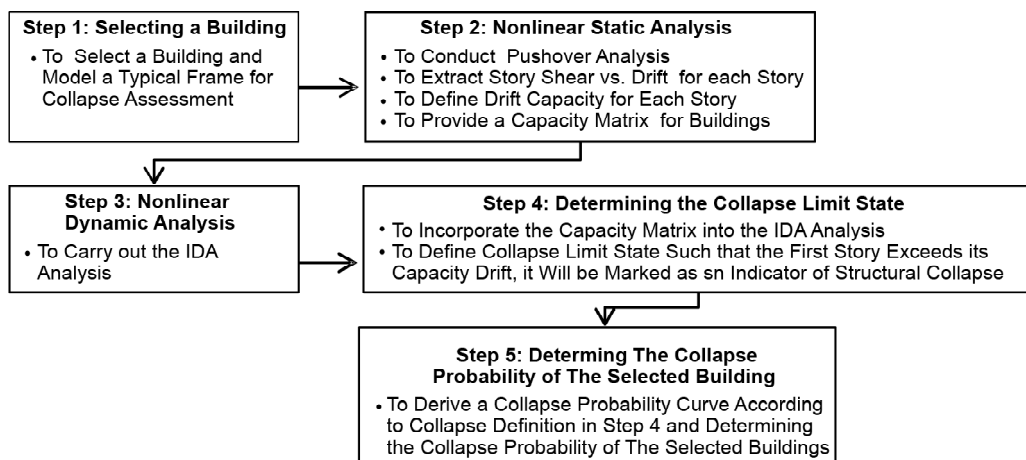 Step 1: Selecting a Building
• To Select a Building and
Model a Typical Frame for
Collapse Assessment
Step 2: Nonlinear Static Analysis
• To Conduct Pushover Analysis
• To Extract Story Shear vs. Drift for each Story
• To Define Drift Capacity for Each Story
• To Provide a Capacity Matrix for Buildings
Step 3: Nonlinear
Dynamic Analysis
• To Carry out the IDA
Analysis
Step 4: Determining the Collapse Limit State
• To Incorporate the Capacity Matrix into the IDA Analysis
• To Define Collapse Limit State Such that the First Story Exceeds its
Capacity Drift, it Will be Marked as sn Indicator of Structural Collapse
Step 5: Determing The Collapse
Probability of The Selected Building
• To Derive a Collapse Probability Curve According
to Collapse Definition in Step 4 and Determining
the Collapse Probability of The Selected Buildings